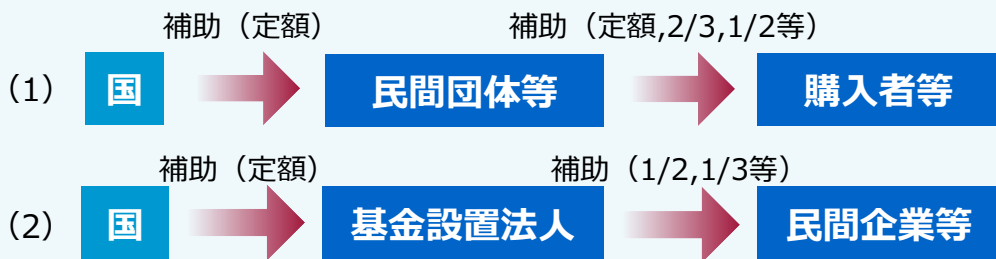 補助（定額） 補助（定額,2/3,1/2等）
（1） 国 民間団体等 購入者等
補助（定額） 補助（1/2,1/3等）
（2） 国 基金設置法人 民間企業等